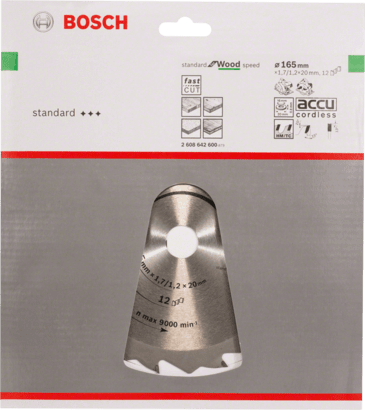 BOSCH
standard for Wood speed
ø 165 mm
×1,7/1,2×20 mm, 12
fast CUT
standard +++
accu
cordless
HM/TC
2 608 642 600
mm × 1,7/1,2 × 20 mm
12
n max 9000 min